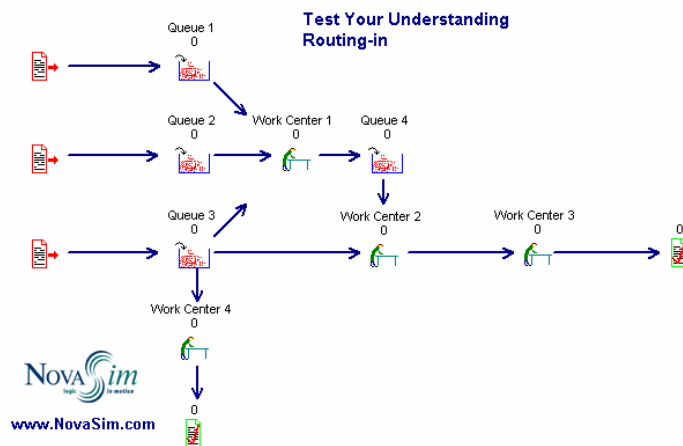 Test Your Understanding
Routing-in
Queue 1
0
Queue 2
0
Work Center 1
0
Queue 4
0
Queue 3
0
Work Center 2
0
Work Center 3
0
0
Work Center 4
0
NovaSim
logic in motion
www.NovaSim.com
0